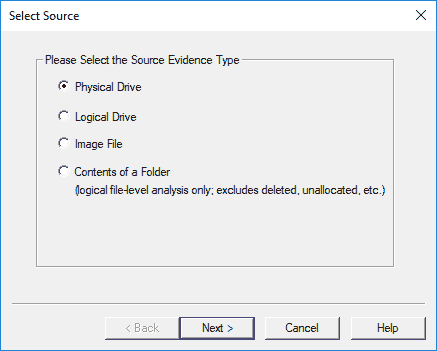 Select Source
Please Select the Source Evidence Type
Physical Drive
Logical Drive
Image File
Contents of a Folder
(logical file-level analysis only; excludes deleted, unallocated, etc.)
< Back Next > Cancel Help